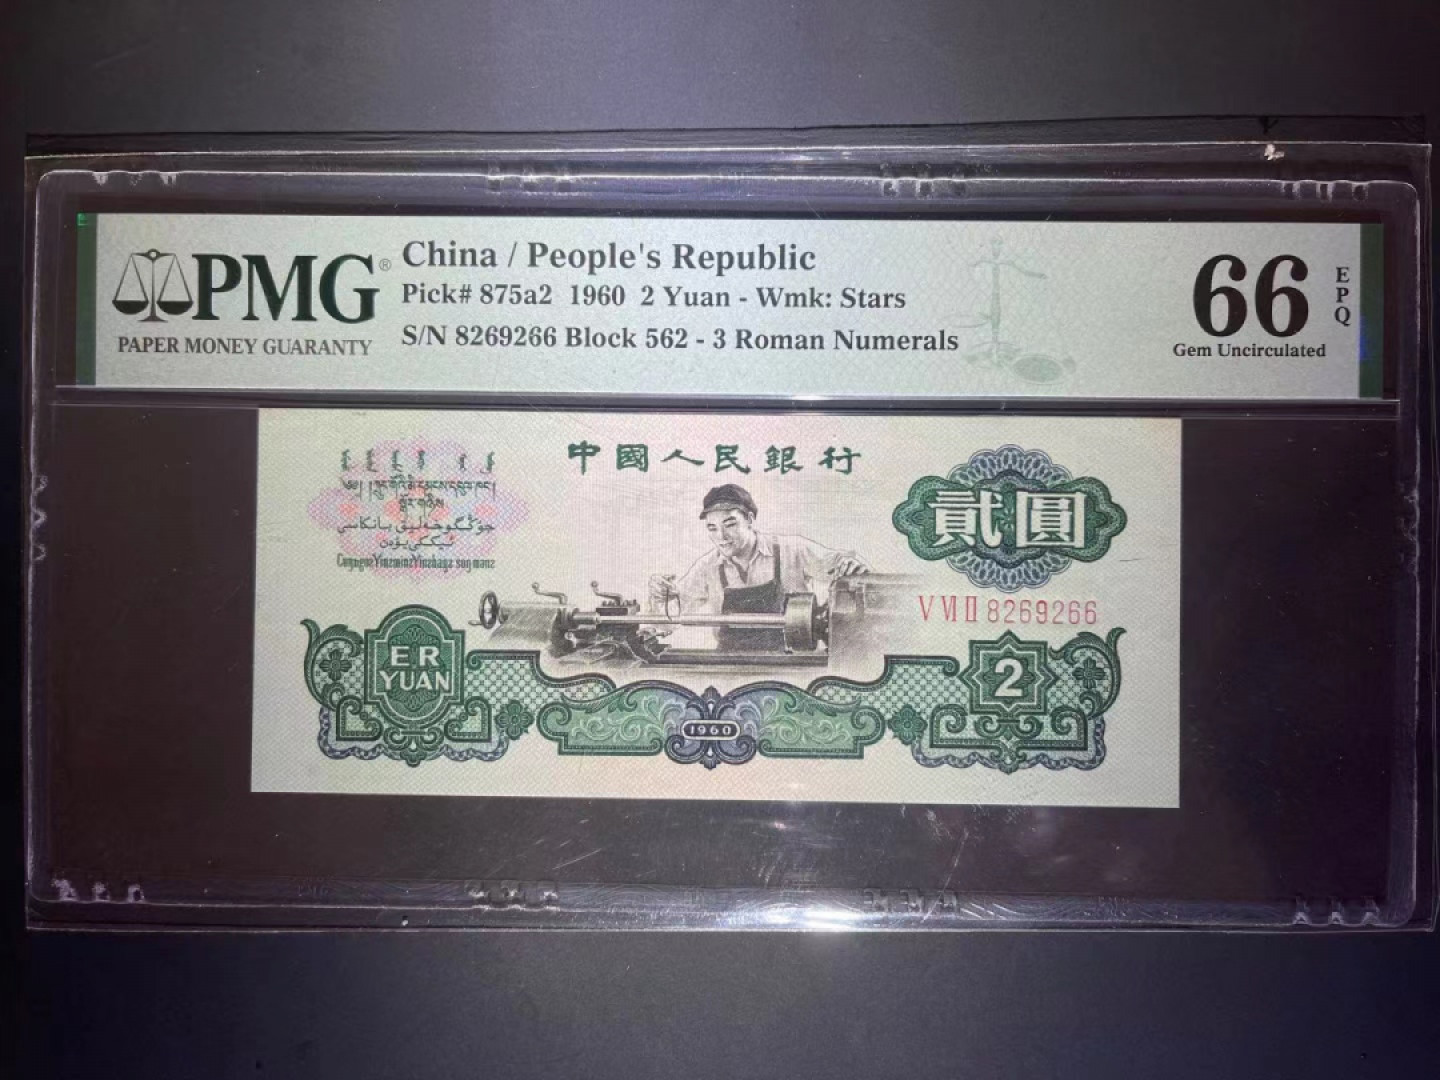 PMG®
PAPER MONEY GUARANTY
China / People's Republic
Pick# 875a2 1960 2 Yuan - Wmk: Stars
S/N 8269266 Block 562 - 3 Roman Numerals
66
EPQ
Gem Uncirculated
中國人民銀行
貳圓
V VI II 8269266
ER
YUAN
2
1960